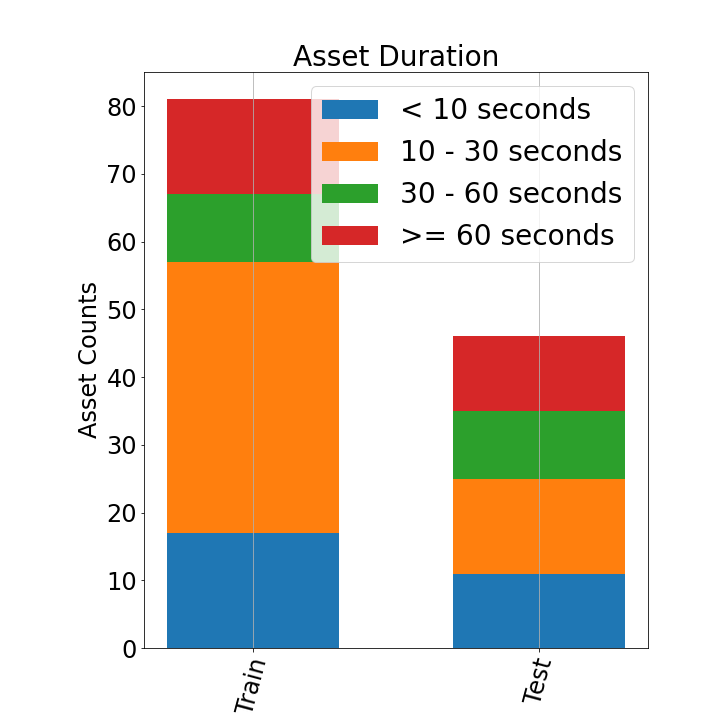 Asset Duration
< 10 seconds
10 - 30 seconds
30 - 60 seconds
>= 60 seconds
Asset Counts
80
70
60
50
40
30
20
10
0
Train
Test